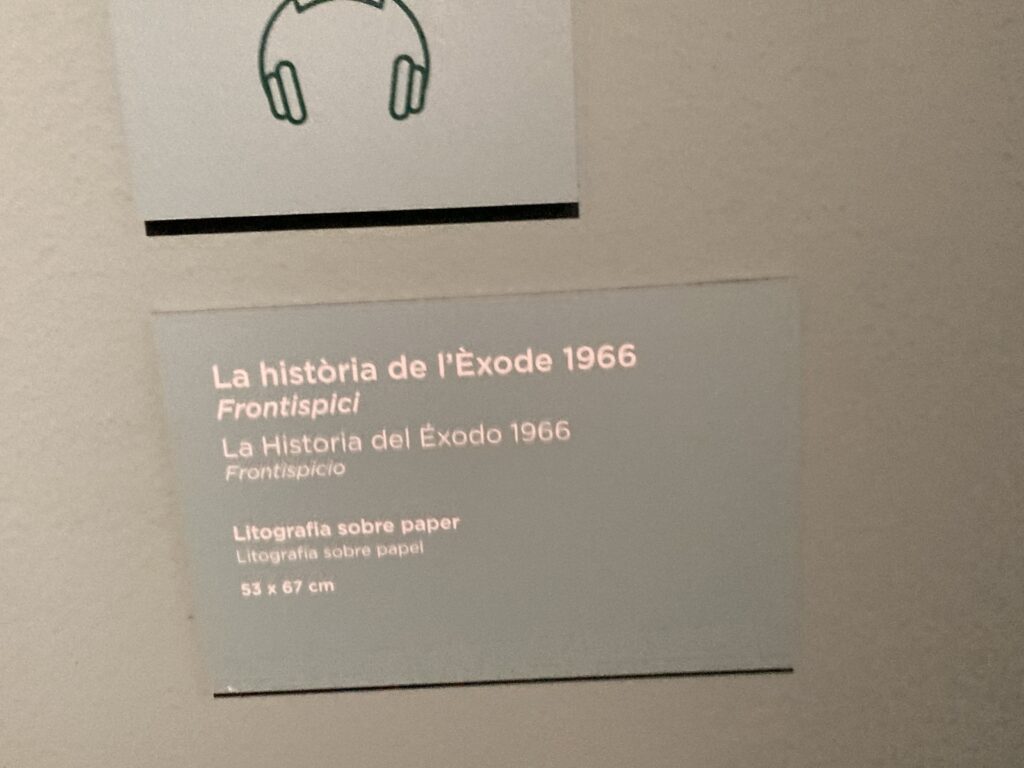 La història de l'Èxode 1966
Frontispici
La Historia del Éxodo 1966
Frontispicio
Litografia sobre paper
Litografía sobre papel
53 x 67 cm